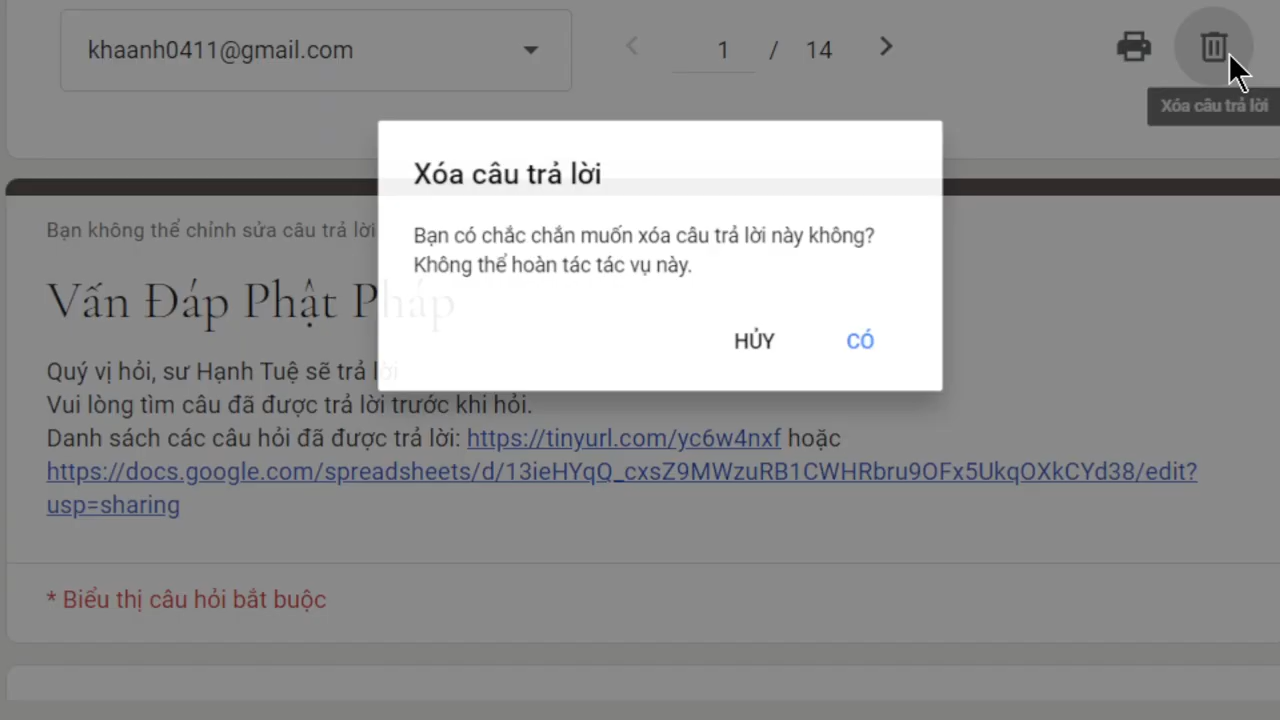 khaanh0411@gmail.com
1 / 14
Xóa câu trả lời
Xóa câu trả lời
Bạn có chắc chắn muốn xóa câu trả lời này không?
Không thể hoàn tác tác vụ này.
HỦY CÓ
Bạn không thể chỉnh sửa câu trả lời
Vấn Đáp Phật Pháp
Quý vị hỏi, sư Hạnh Tuệ sẽ trả lời
Vui lòng tìm câu đã được trả lời trước khi hỏi.
Danh sách các câu hỏi đã được trả lời: https://tinyurl.com/yc6w4nxf hoặc
https://docs.google.com/spreadsheets/d/13ieHYqQ_cxsZ9MWzuRB1CWHRbru9OFx5UkqOXkCYd38/edit?
usp=sharing
* Biểu thị câu hỏi bắt buộc